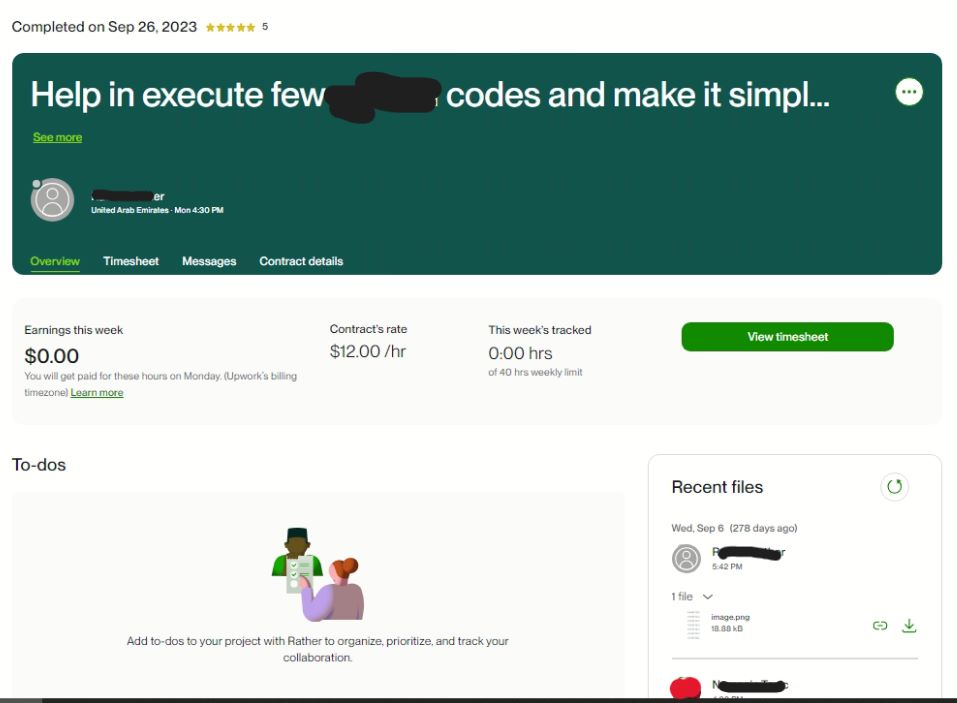 Completed on Sep 26, 2023 5
Help in execute few codes and make it simpl...
See more
er
United Arab Emirates · Mon 4:30 PM
Overview Timesheet Messages Contract details
Earnings this week
$0.00
You will get paid for these hours on Monday. (Upwork's billing
timezone) Learn more
Contract's rate
$12.00 /hr
This week's tracked
0:00 hrs
of 40 hrs weekly limit
View timesheet
To-dos
Add to-dos to your project with Rather to organize, prioritize, and track your
collaboration.
Recent files
Wed, Sep 6 (278 days ago)
5:42 PM
1 file
image.png
18.88 kB